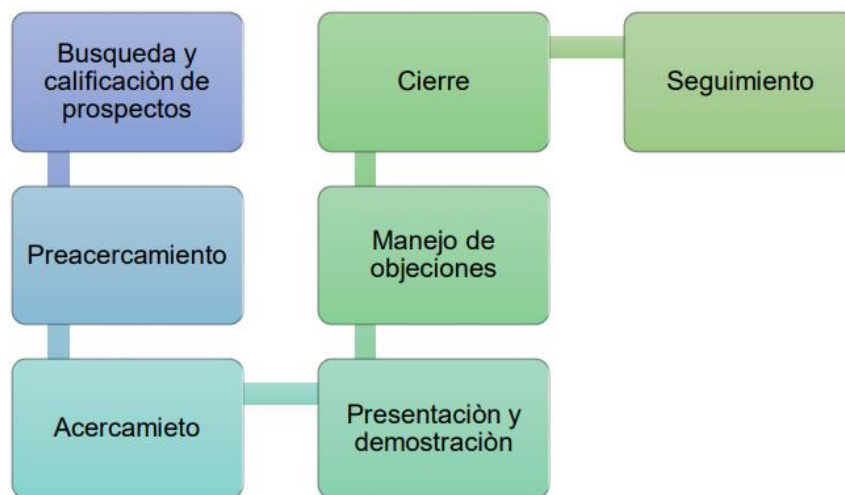 Busqueda y
calificaciòn de
prospectos
Preacercamiento
Acercamieto
Presentaciòn y
demostraciòn
Manejo de
objeciones
Cierre
Seguimiento